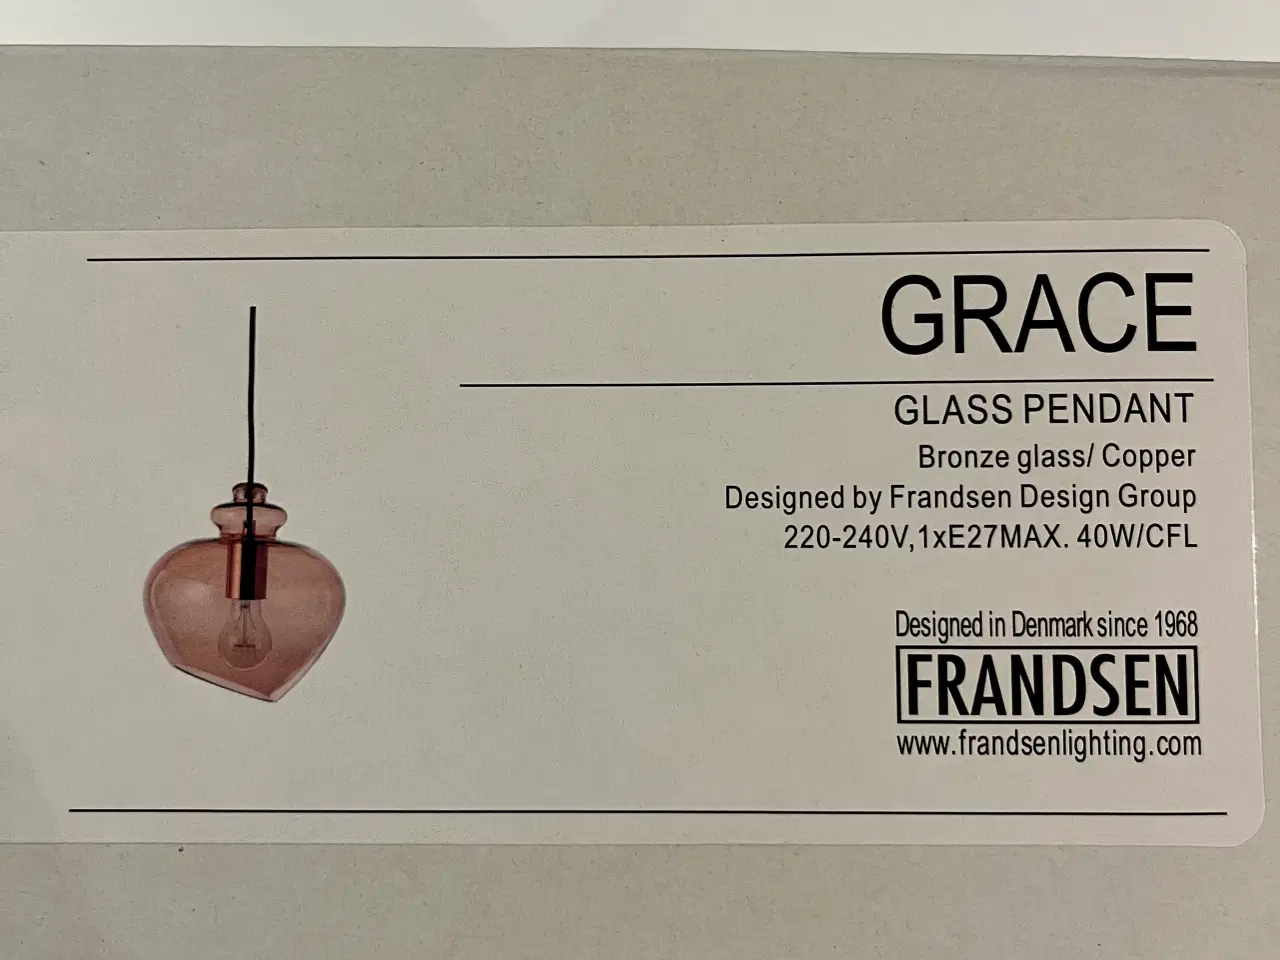 GRACE
GLASS PENDANT
Bronze glass/ Copper
Designed by Frandsen Design Group
220-240V,1xE27MAX. 40W/CFL
Designed in Denmark since 1968
FRANDSEN
www.frandsenlighting.com